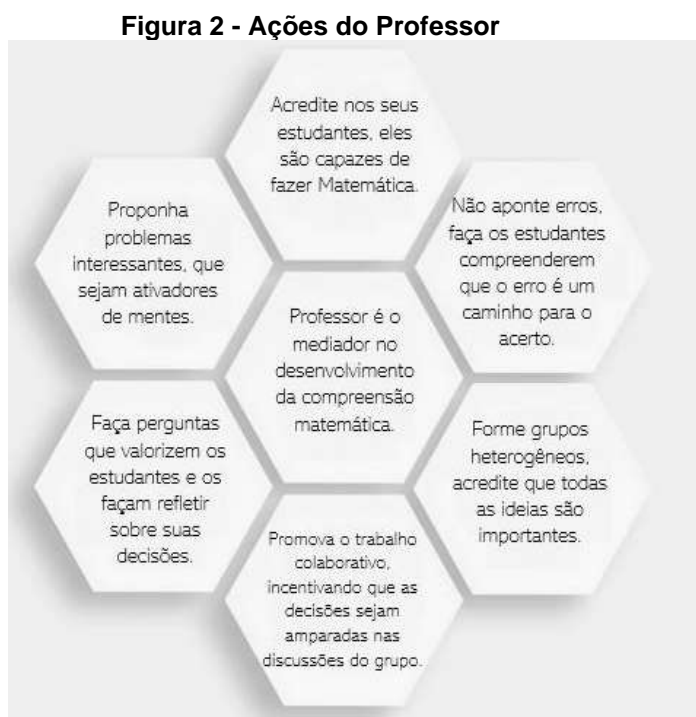 Figura 2 - Ações do Professor
Acredite nos seus
estudantes, eles
são capazes de
fazer Matemática.
Proponha
problemas
interessantes, que
sejam ativadores
de mentes.
Não aponte erros,
faça os estudantes
compreenderem
que o erro é um
caminho para o
acerto.
Professor é o
mediador no
desenvolvimento
da compreensão
matemática.
Faça perguntas
que valorizem os
estudantes e os
façam refletir
sobre suas
decisões.
Forme grupos
heterogêneos,
acredite que todas
as ideias são
importantes.
Promova o trabalho
colaborativo,
incentivando que as
decisões sejam
amparadas nas
discussões do grupo.